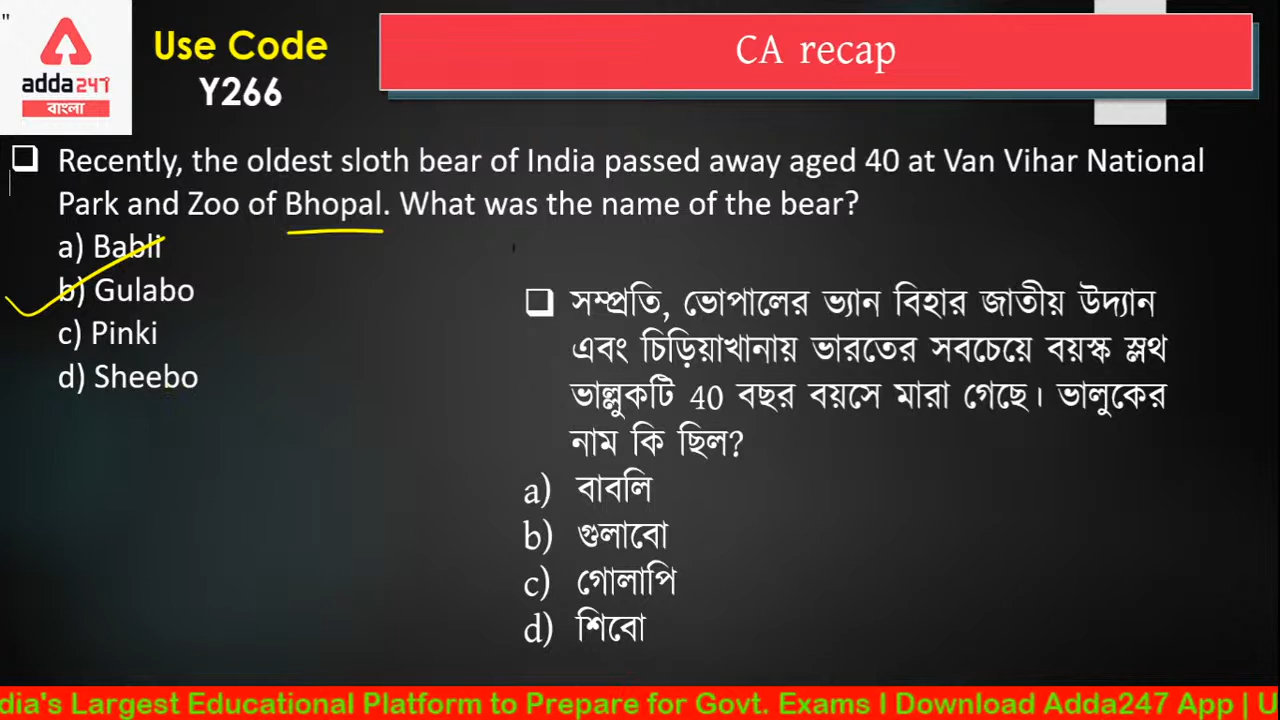 "
adda247
বাংলা
Use Code
Y266
CA recap
Recently, the oldest sloth bear of India passed away aged 40 at Van Vihar National
Park and Zoo of Bhopal. What was the name of the bear?
a) Babli
b) Gulabo
c) Pinki
d) Sheebo
সম্প্রতি, ভোপালের ভ্যান বিহার জাতীয় উদ্যান
এবং চিড়িয়াখানায় ভারতের সবচেয়ে বয়স্ক স্লথ
ভাল্লুকটি 40 বছর বয়সে মারা গেছে। ভালুকের
নাম কি ছিল?
a) বাবলি
b) গুলাবো
c) গোলাপি
d) শিবো
dia's Largest Educational Platform to Prepare for Govt. Exams I Download Adda247 App | U